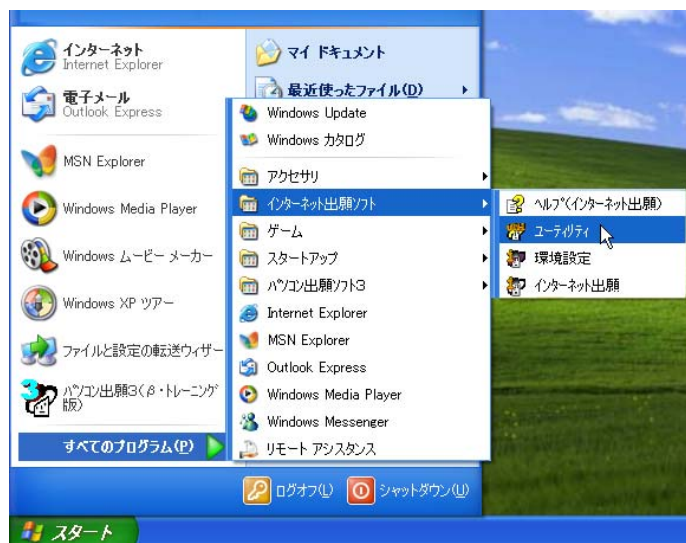 インターネット
Internet Explorer
電子メール
Outlook Express
MSN Explorer
Windows Media Player
Windows ムービー メーカー
Windows XP ツアー
ファイルと設定の転送ウィザー
パソコン出願3(β・トレーニング
版)
すべてのプログラム(P)
マイ ドキュメント
最近使ったファイル(D)
Windows Update
Windows カタログ
アクセサリ
インターネット出願ソフト
ゲーム
スタートアップ
パソコン出願ソフト3
Internet Explorer
MSN Explorer
Outlook Express
Windows Media Player
Windows Messenger
リモート アシスタンス
ヘルプ(インターネット出願)
ユーティリティ
環境設定
インターネット出願
ログオフ(L)
シャットダウン(U)
スタート